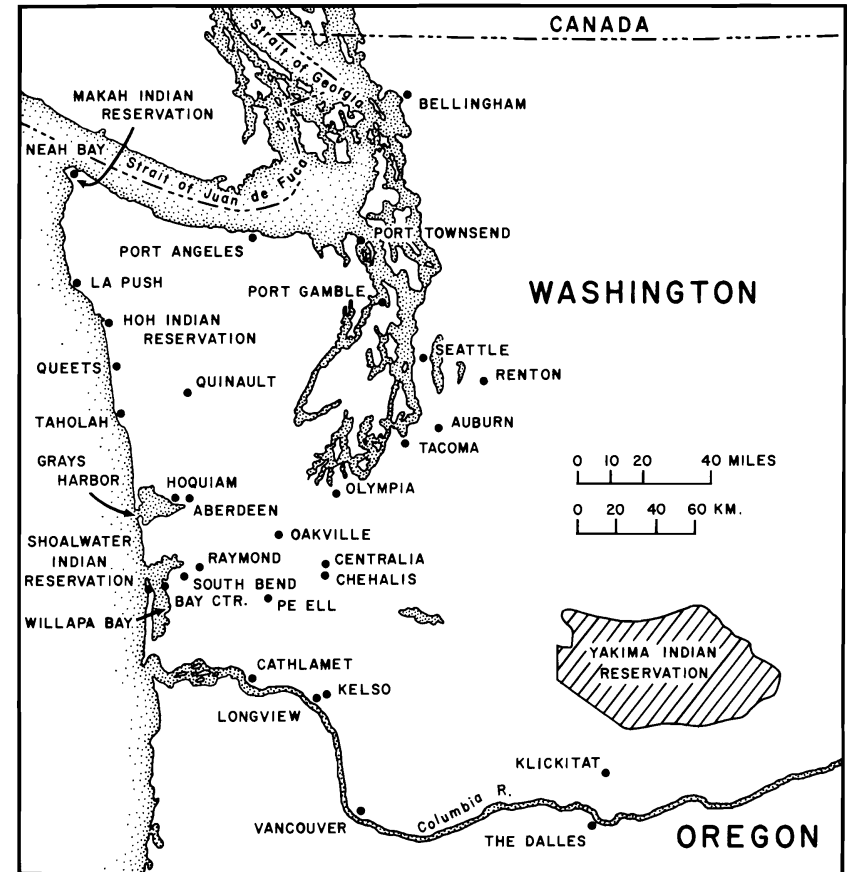 CANADA
Strait of Georgia
MAKAH INDIAN
RESERVATION
BELLINGHAM
NEAH BAY
Strait of Juan de Fuca
PORT TOWNSEND
PORT ANGELES
LA PUSH
PORT GAMBLE
WASHINGTON
HOH INDIAN
RESERVATION
SEATTLE
QUEETS
RENTON
QUINAULT
TAHOLAH
AUBURN
TACOMA
GRAYS
HARBOR
0 10 20 40 MILES
HOQUIAM
OLYMPIA
ABERDEEN
0 20 40 60 KM.
OAKVILLE
SHOALWATER
INDIAN
RESERVATION
RAYMOND
CENTRALIA
SOUTH BEND
CHEHALIS
BAY CTR.
PE ELL
WILLAPA BAY
YAKIMA INDIAN
RESERVATION
CATHLAMET
KELSO
LONGVIEW
KLICKITAT
Columbia R.
VANCOUVER
THE DALLES
OREGON